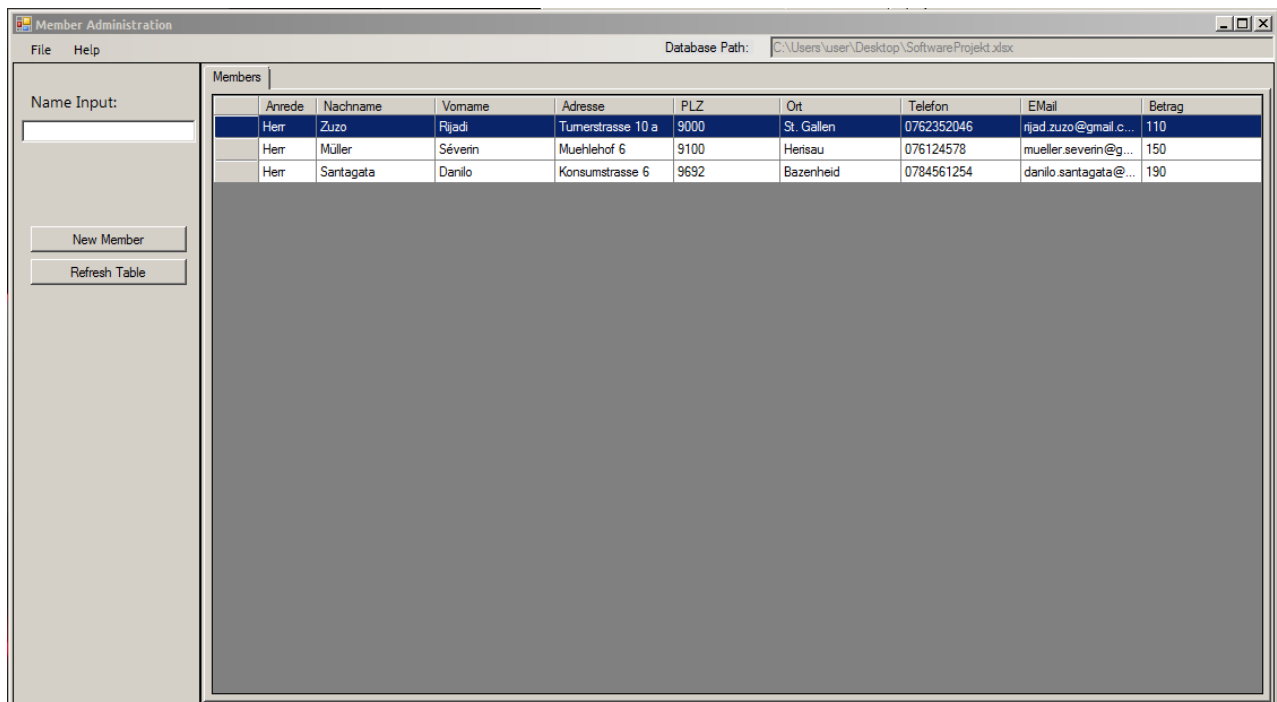 Member Administration
File Help Database Path: C:\Users\user\Desktop\SoftwareProjekt.xlsx
Members
Name Input:
Anrede Nachname Vorname Adresse PLZ Ort Telefon EMail Betrag
Herr Zuzo Rijadi Turnerstrasse 10 a 9000 St. Gallen 0762352046 rijad.zuzo@gmail.c... 110
Herr Müller Séverin Muehlehof 6 9100 Herisau 076124578 mueller.severin@g... 150
Herr Santagata Danilo Konsumstrasse 6 9692 Bazenheid 0784561254 danilo.santagata@... 190
New Member
Refresh Table